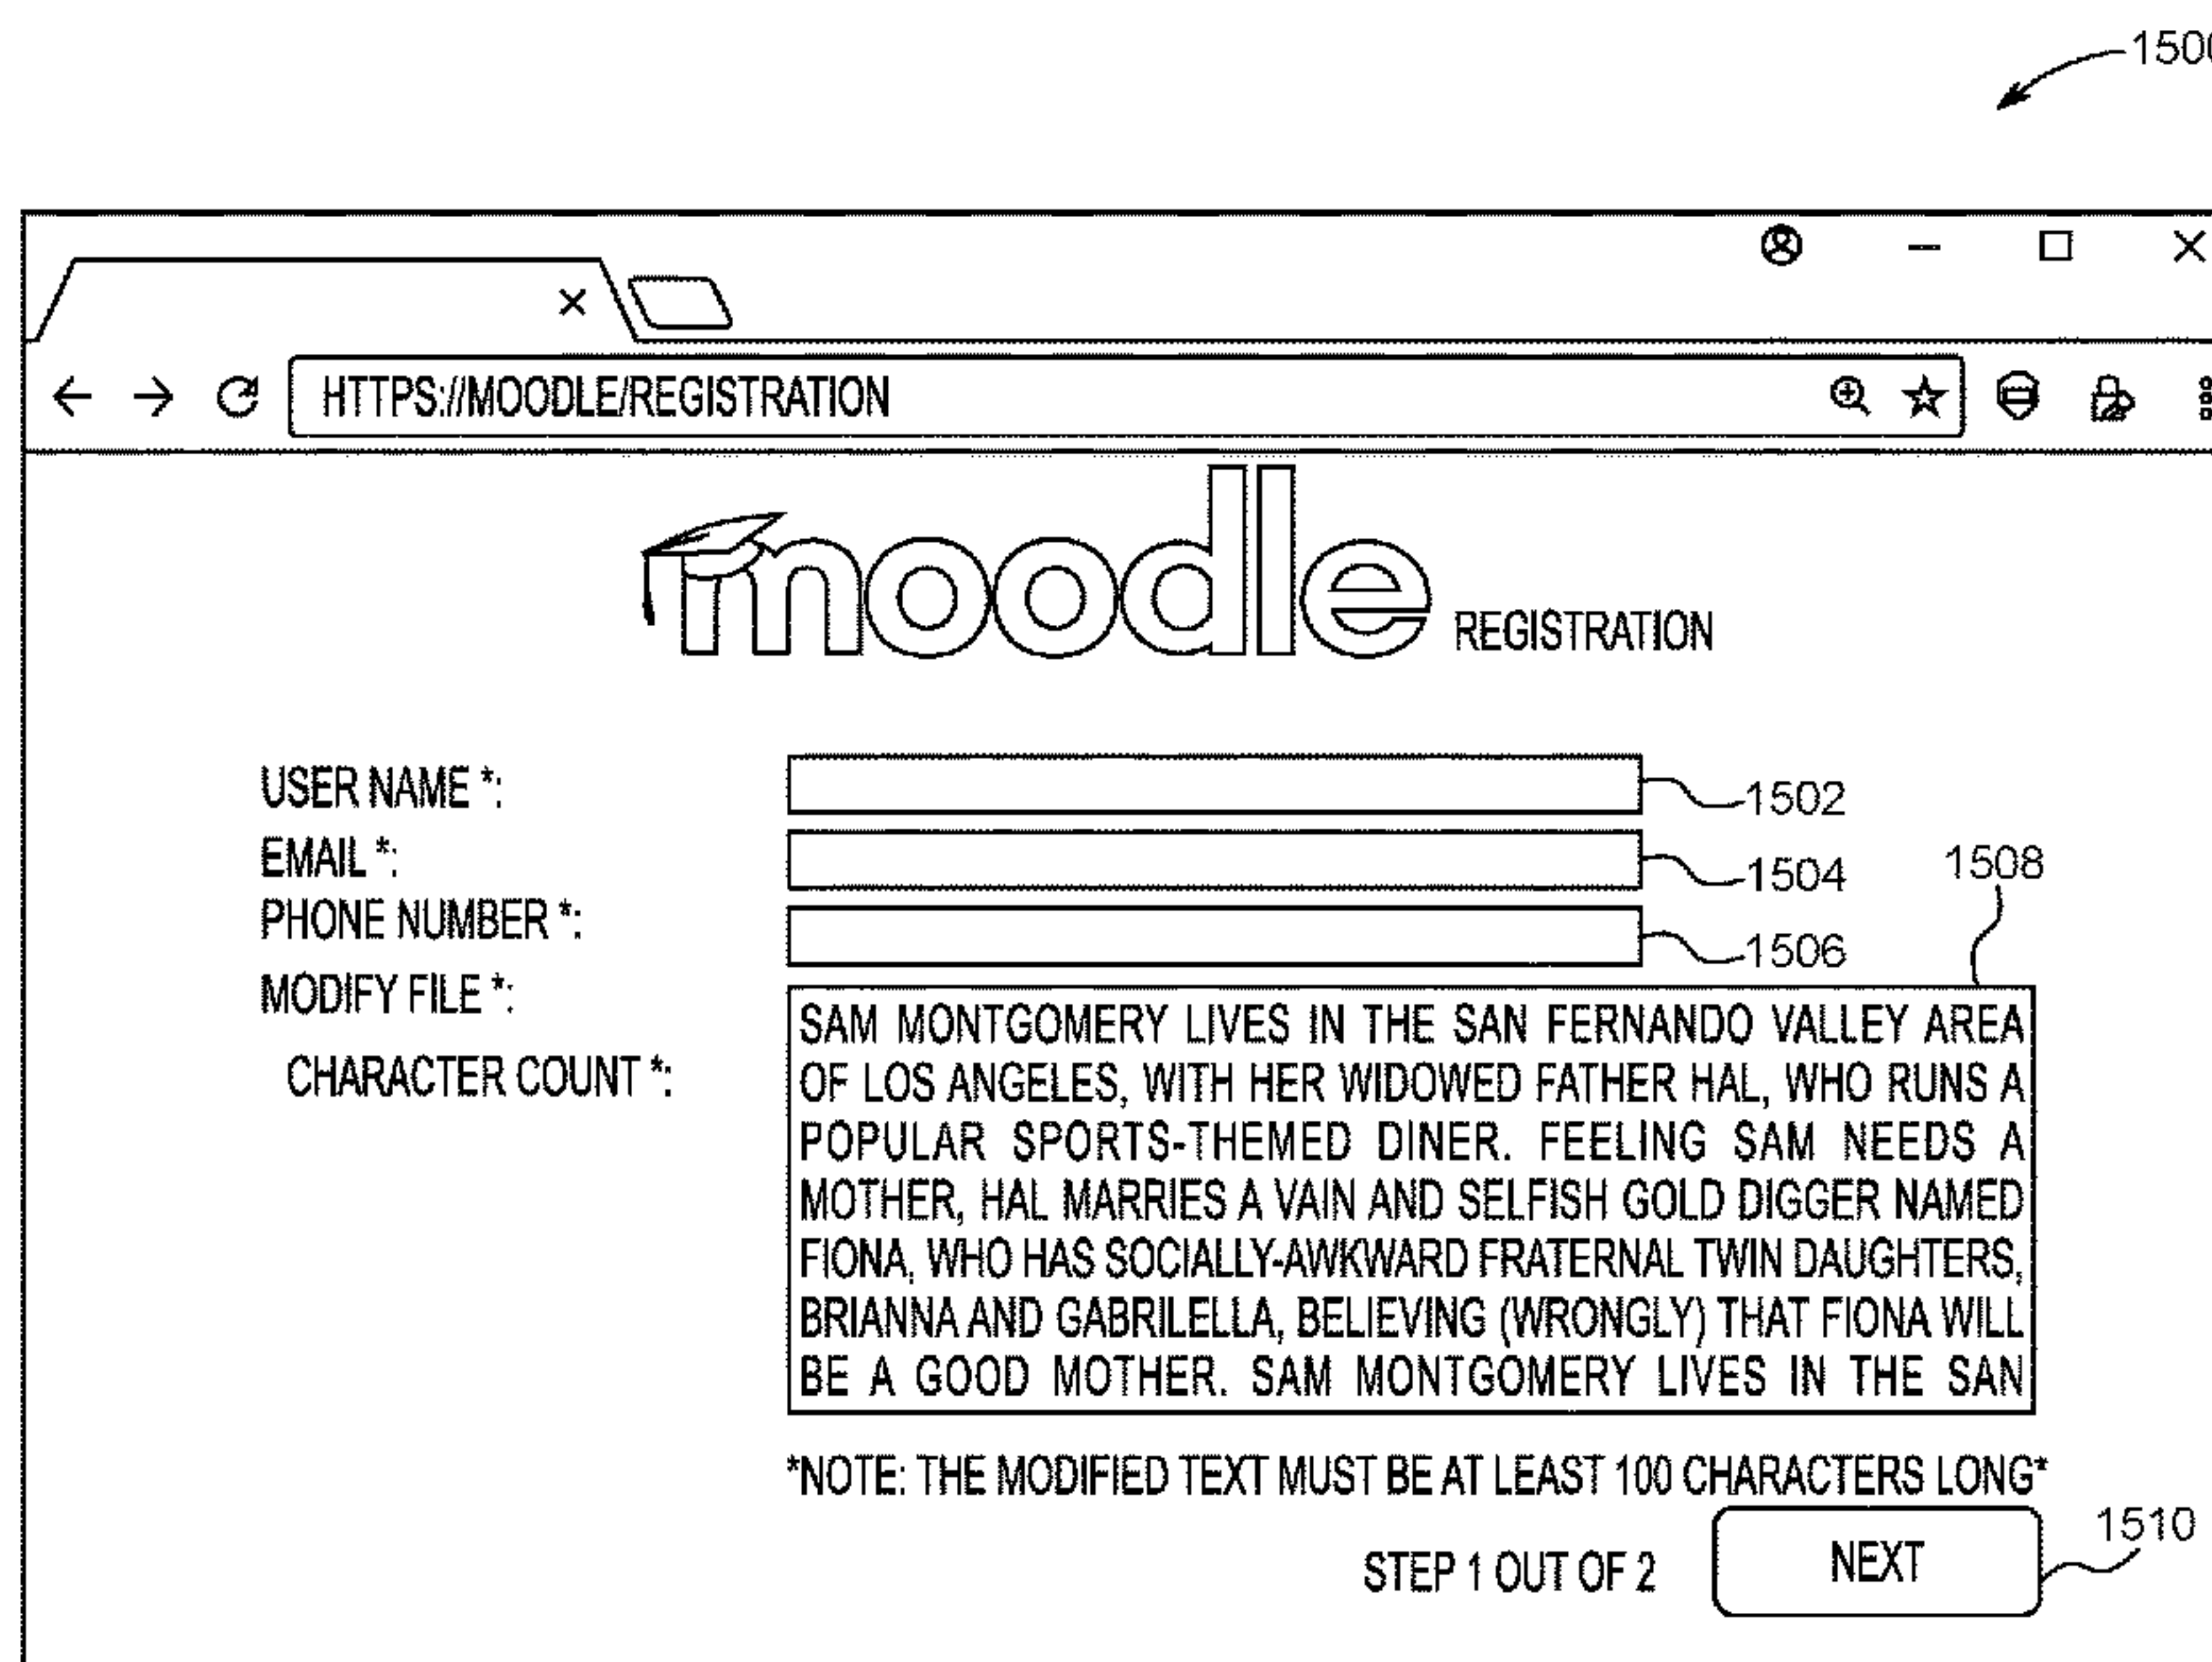 1500
HTTPS://MOODLE/REGISTRATION
moodle REGISTRATION
USER NAME *:
1502
EMAIL *:
1504
1508
PHONE NUMBER *:
1506
MODIFY FILE *:
CHARACTER COUNT *:
SAM MONTGOMERY LIVES IN THE SAN FERNANDO VALLEY AREA
OF LOS ANGELES, WITH HER WIDOWED FATHER HAL, WHO RUNS A
POPULAR SPORTS-THEMED DINER. FEELING SAM NEEDS A
MOTHER, HAL MARRIES A VAIN AND SELFISH GOLD DIGGER NAMED
FIONA, WHO HAS SOCIALLY-AWKWARD FRATERNAL TWIN DAUGHTERS,
BRIANNA AND GABRILELLA, BELIEVING (WRONGLY) THAT FIONA WILL
BE A GOOD MOTHER. SAM MONTGOMERY LIVES IN THE SAN
*NOTE: THE MODIFIED TEXT MUST BE AT LEAST 100 CHARACTERS LONG*
STEP 1 OUT OF 2
NEXT
1510